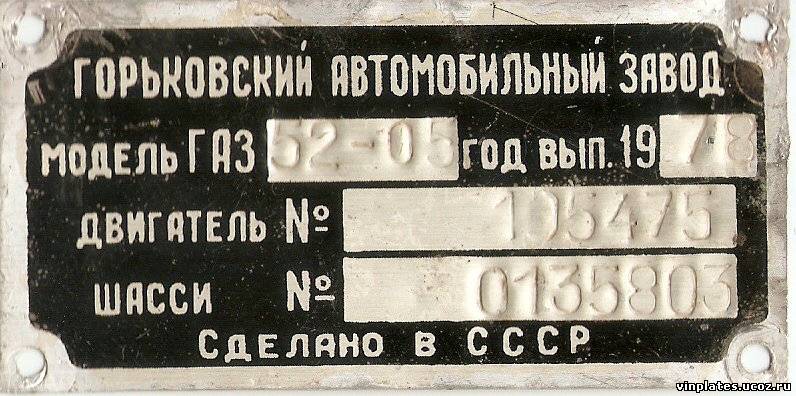 ГОРЬКОВСКИЙ АВТОМОБИЛЬНЫЙ ЗАВОД
МОДЕЛЬ ГАЗ 52-05 ГОД ВЫП. 1978
ДВИГАТЕЛЬ № 105475
ШАССИ № 0135803
СДЕЛАНО В СССР
vinplates.ucoz.ru